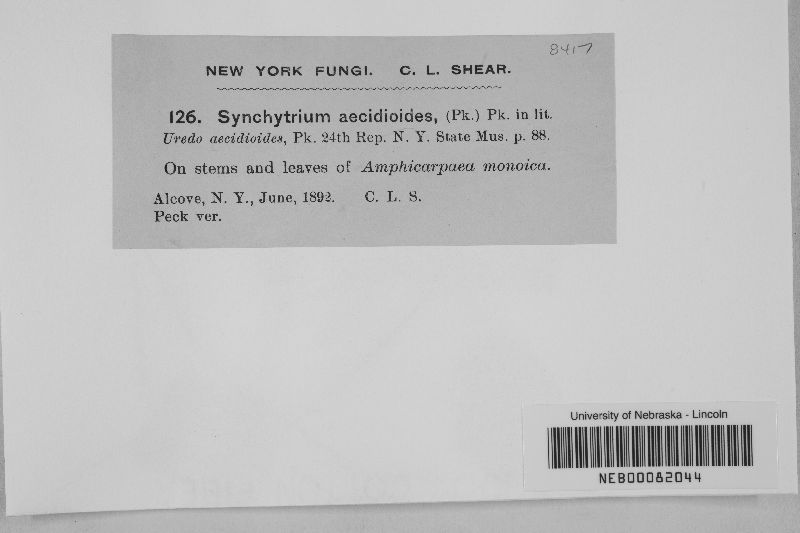 8417
NEW YORK FUNGI. C. L. SHEAR.
126. Synchytrium aecidioides, (Pk.) Pk. in lit.
Uredo aecidioides, Pk. 24th Rep. N. Y. State Mus. p. 88.
On stems and leaves of Amphicarpaea monoica.
Alcove, N. Y., June, 1892. C. L. S.
Peck ver.
University of Nebraska - Lincoln
NEB00082044